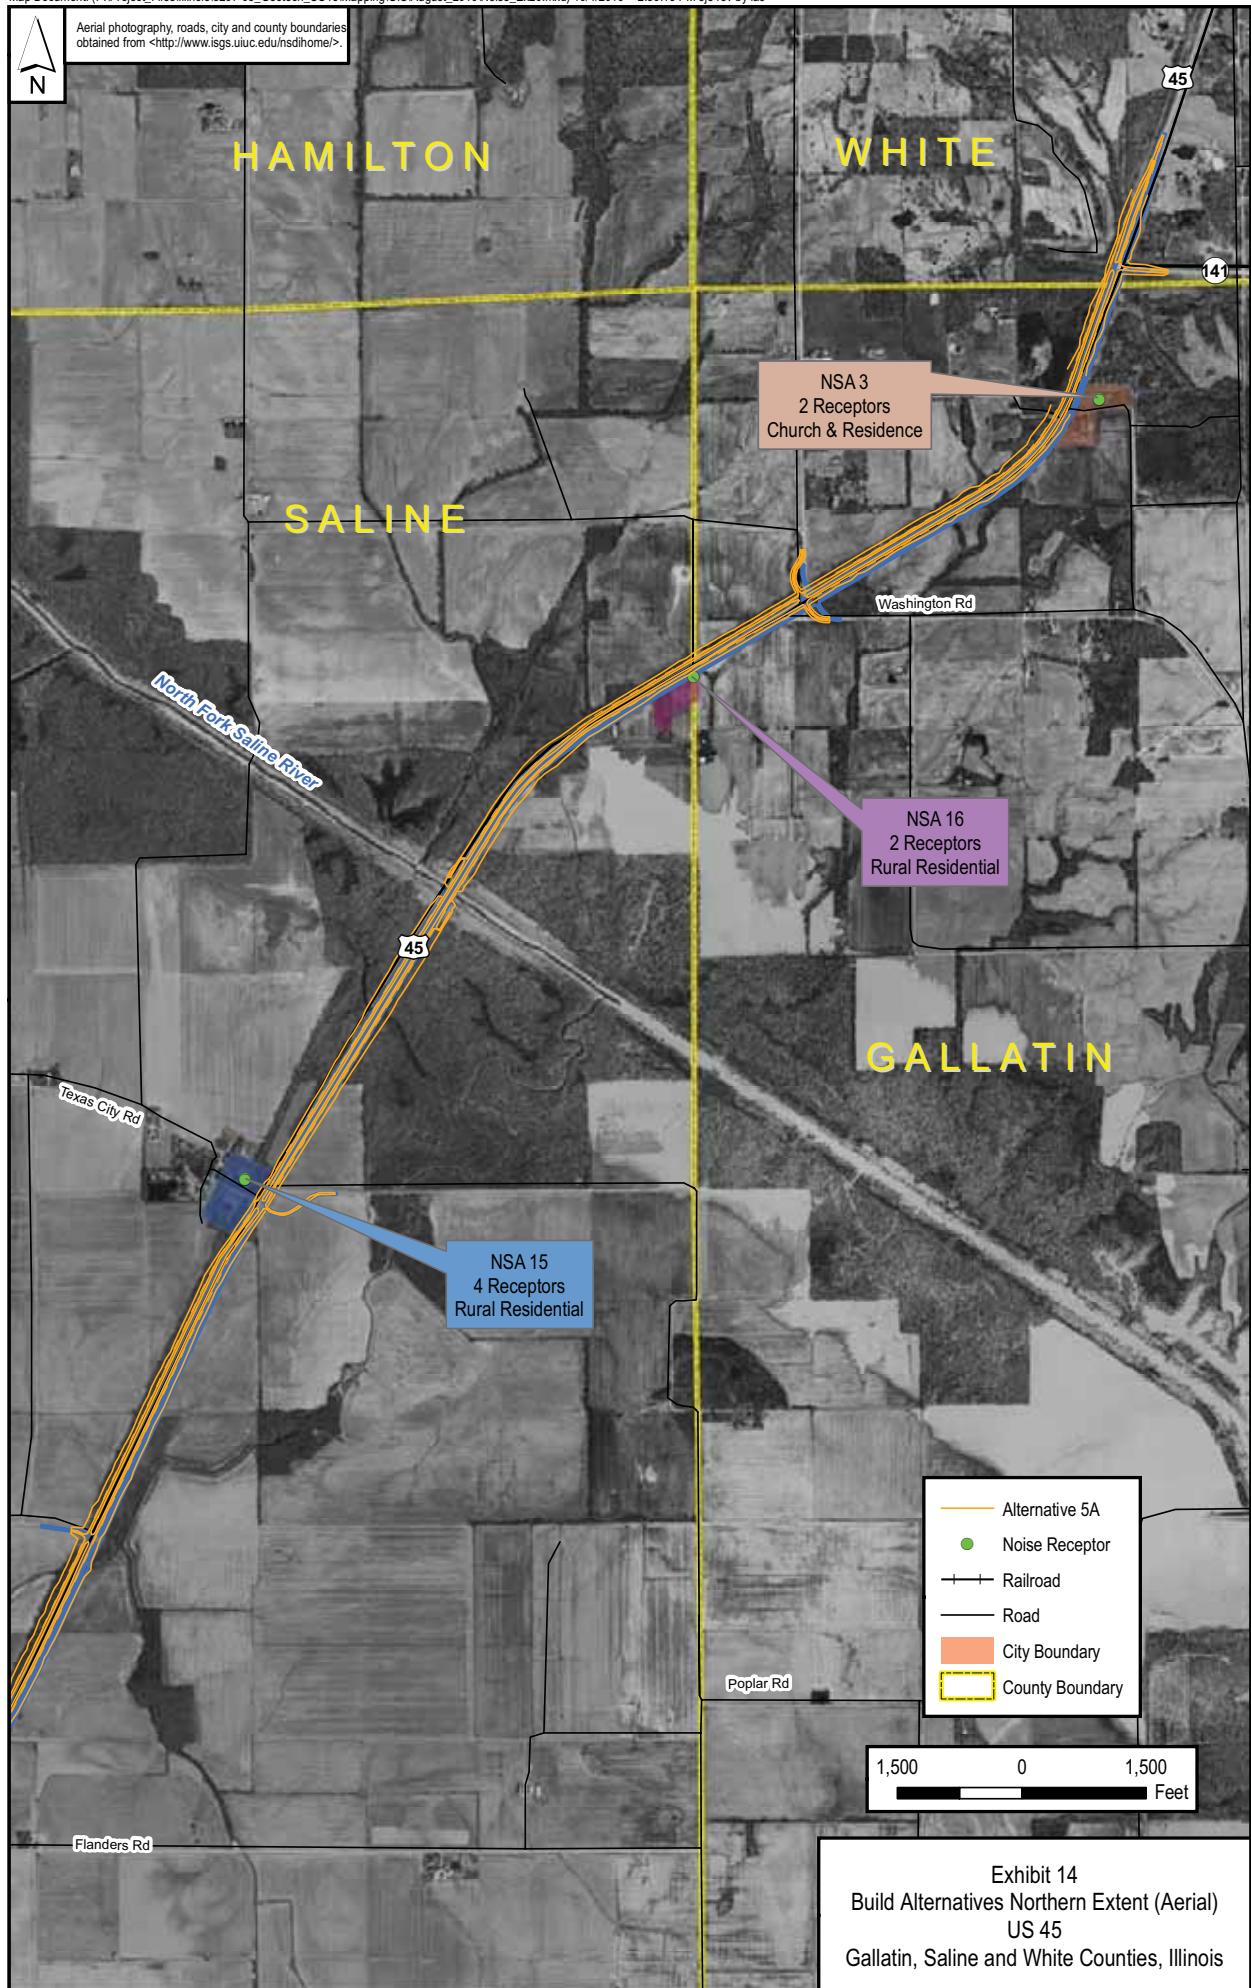 Aerial photography, roads, city and county boundaries
obtained from <http://www.isgs.uiuc.edu/nsdihome/>.
N
45
HAMILTON
WHITE
141
NSA 3
2 Receptors
Church & Residence
SALINE
Washington Rd
North Fork Saline River
NSA 16
2 Receptors
Rural Residential
45
GALLATIN
Texas City Rd
NSA 15
4 Receptors
Rural Residential
Alternative 5A
Noise Receptor
Railroad
Road
City Boundary
County Boundary
Poplar Rd
1,500 0 1,500
Feet
Flanders Rd
Exhibit 14
Build Alternatives Northern Extent (Aerial)
US 45
Gallatin, Saline and White Counties, Illinois